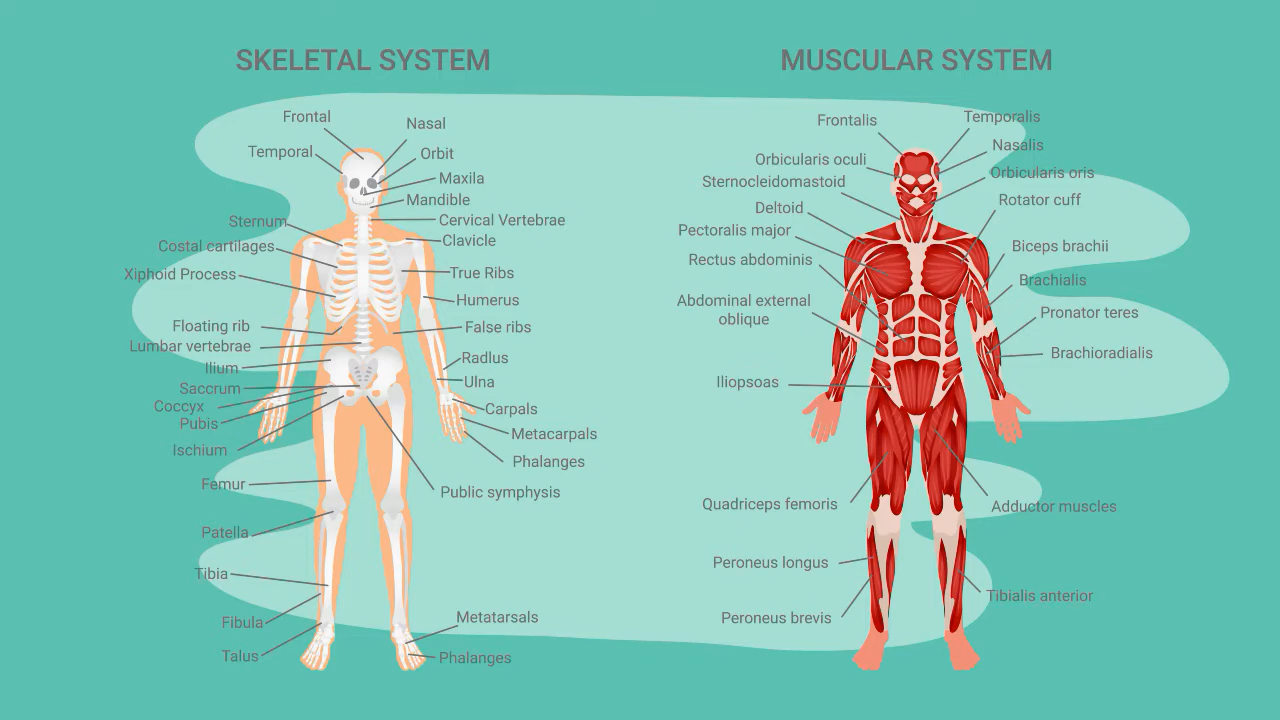 SKELETAL SYSTEM
Frontal
Nasal
Temporal
Orbit
Maxila
Mandible
Sternum
Cervical Vertebrae
Costal cartilages
Clavicle
Xiphoid Process
True Ribs
Humerus
Floating rib
False ribs
Lumbar vertebrae
Radlus
Ilium
Ulna
Saccrum
Coccyx
Carpals
Pubis
Metacarpals
Ischium
Phalanges
Femur
Public symphysis
Patella
Tibia
Fibula
Metatarsals
Talus
Phalanges
MUSCULAR SYSTEM
Frontalis
Temporalis
Nasalis
Orbicularis oculi
Orbicularis oris
Sternocleidomastoid
Rotator cuff
Deltoid
Pectoralis major
Biceps brachii
Rectus abdominis
Brachialis
Abdominal external
oblique
Pronator teres
Brachioradialis
Iliopsoas
Quadriceps femoris
Adductor muscles
Peroneus longus
Tibialis anterior
Peroneus brevis